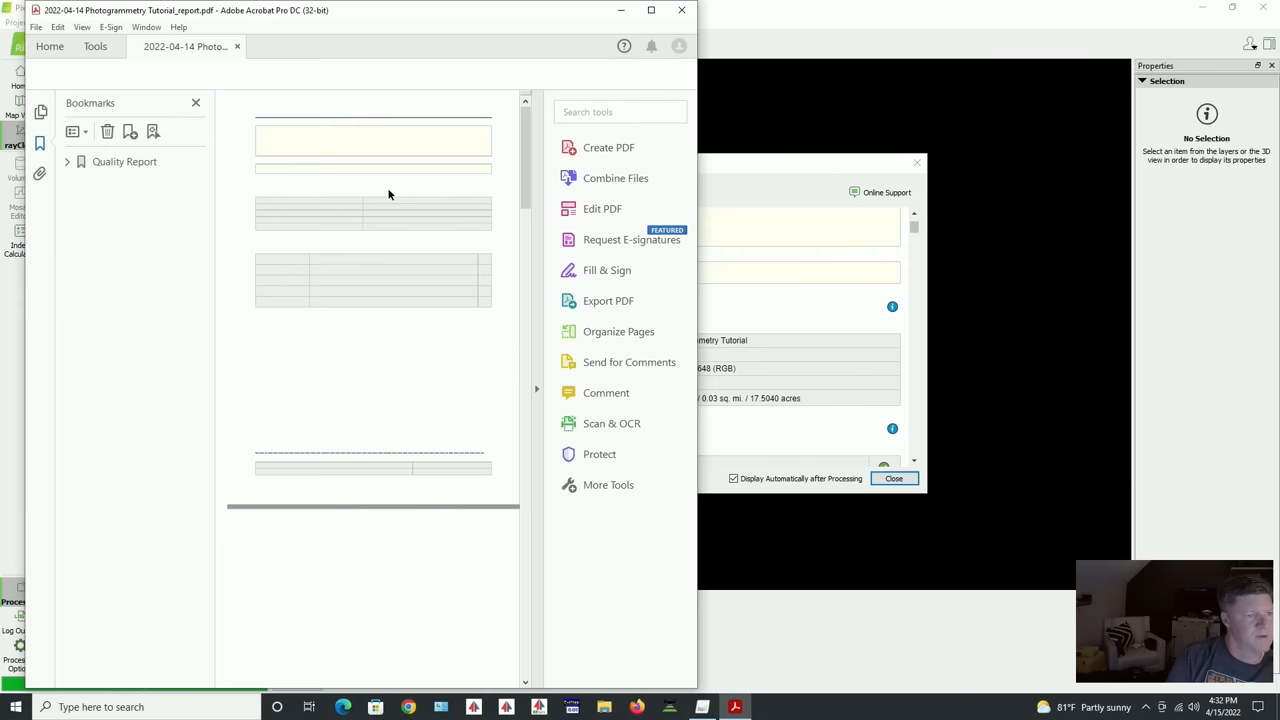 2022-04-14 Photogrammetry Tutorial_report.pdf - Adobe Acrobat Pro DC (32-bit)
File Edit View E-Sign Window Help
Home Tools 2022-04-14 Photo...
Bookmarks
Quality Report
Search tools
Create PDF
Combine Files
Edit PDF
FEATURED
Request E-signatures
Fill & Sign
Export PDF
Organize Pages
Send for Comments
Comment
Scan & OCR
Protect
More Tools
Online Support
metry Tutorial
648 (RGB)
/ 0.03 sq. mi. / 17.5040 acres
Display Automatically after Processing
Close
Properties
Selection
No Selection
Select an item from the layers or the 3D
view in order to display its properties
Type here to search
81°F Partly sunny
4:32 PM
4/15/2022